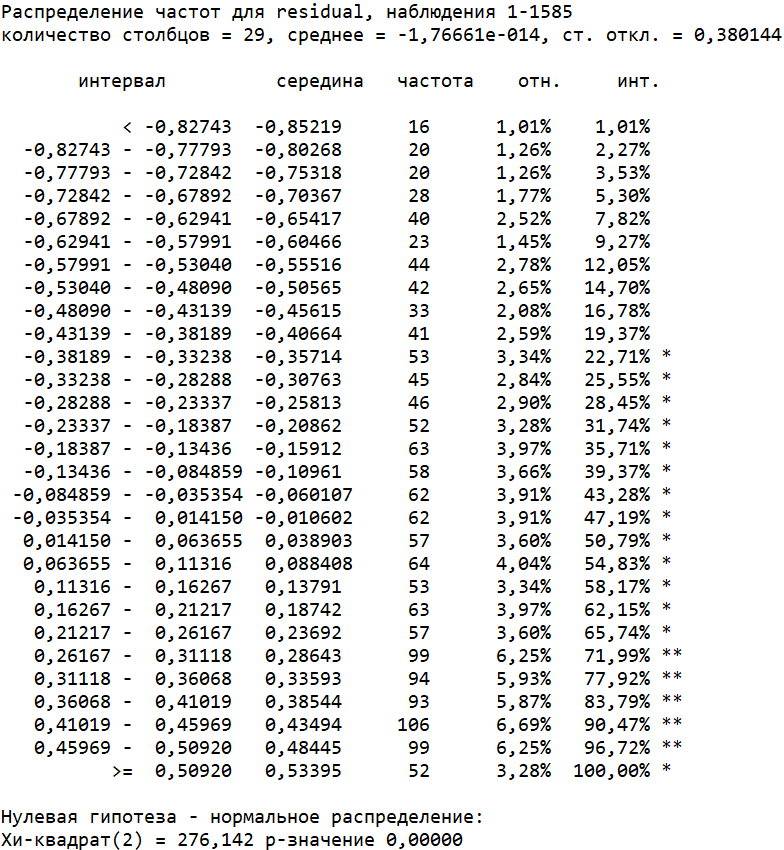 Распределение частот для residual, наблюдения 1-1585
количество столбцов = 29, среднее = -1,76661e-014, ст. откл. = 0,380144
интервал середина частота отн. инт.
< -0,82743 -0,85219 16 1,01% 1,01%
-0,82743 - -0,77793 -0,80268 20 1,26% 2,27%
-0,77793 - -0,72842 -0,75318 20 1,26% 3,53%
-0,72842 - -0,67892 -0,70367 28 1,77% 5,30%
-0,67892 - -0,62941 -0,65417 40 2,52% 7,82%
-0,62941 - -0,57991 -0,60466 23 1,45% 9,27%
-0,57991 - -0,53040 -0,55516 44 2,78% 12,05%
-0,53040 - -0,48090 -0,50565 42 2,65% 14,70%
-0,48090 - -0,43139 -0,45615 33 2,08% 16,78%
-0,43139 - -0,38189 -0,40664 41 2,59% 19,37%
-0,38189 - -0,33238 -0,35714 53 3,34% 22,71% *
-0,33238 - -0,28288 -0,30763 45 2,84% 25,55% *
-0,28288 - -0,23337 -0,25813 46 2,90% 28,45% *
-0,23337 - -0,18387 -0,20862 52 3,28% 31,74% *
-0,18387 - -0,13436 -0,15912 63 3,97% 35,71% *
-0,13436 - -0,084859 -0,10961 58 3,66% 39,37% *
-0,084859 - -0,035354 -0,060107 62 3,91% 43,28% *
-0,035354 - 0,014150 -0,010602 62 3,91% 47,19% *
0,014150 - 0,063655 0,038903 57 3,60% 50,79% *
0,063655 - 0,11316 0,088408 64 4,04% 54,83% *
0,11316 - 0,16267 0,13791 53 3,34% 58,17% *
0,16267 - 0,21217 0,18742 63 3,97% 62,15% *
0,21217 - 0,26167 0,23692 57 3,60% 65,74% *
0,26167 - 0,31118 0,28643 99 6,25% 71,99% **
0,31118 - 0,36068 0,33593 94 5,93% 77,92% **
0,36068 - 0,41019 0,38544 93 5,87% 83,79% **
0,41019 - 0,45969 0,43494 106 6,69% 90,47% **
0,45969 - 0,50920 0,48445 99 6,25% 96,72% **
>= 0,50920 0,53395 52 3,28% 100,00% *
Нулевая гипотеза - нормальное распределение:
Хи-квадрат(2) = 276,142 р-значение 0,00000